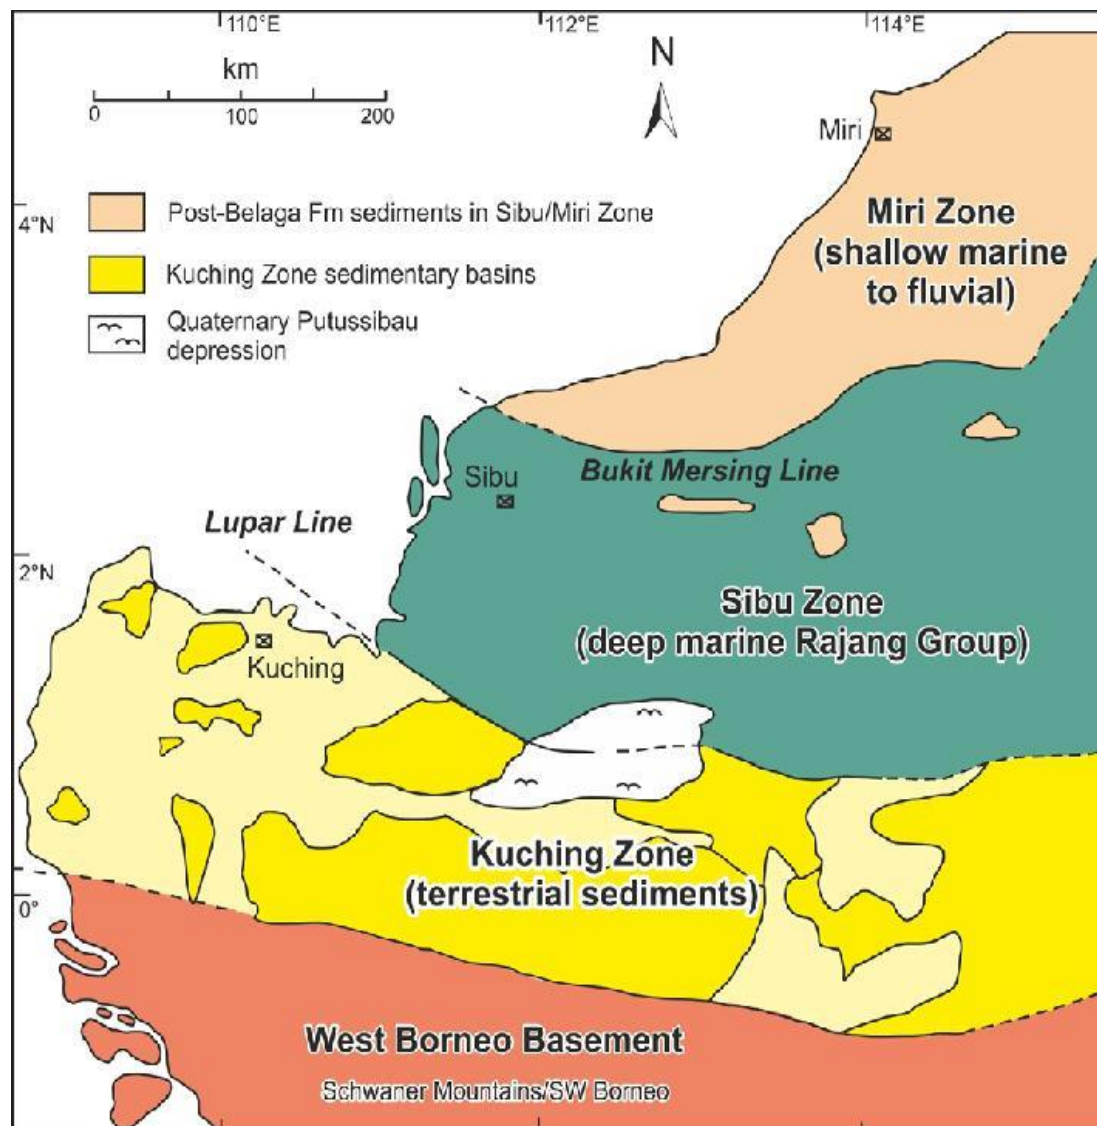 110°E
112°E
114°E
km
0
100
200
N
Miri
4°N
Post-Belaga Fm sediments in Sibu/Miri Zone
Kuching Zone sedimentary basins
Quaternary Putussibau
depression
Miri Zone
(shallow marine
to fluvial)
Bukit Mersing Line
Sibu
Lupar Line
2°N
Sibu Zone
(deep marine Rajang Group)
Kuching
Kuching Zone
(terrestrial sediments)
0°
West Borneo Basement
Schwaner Mountains/SW Borneo